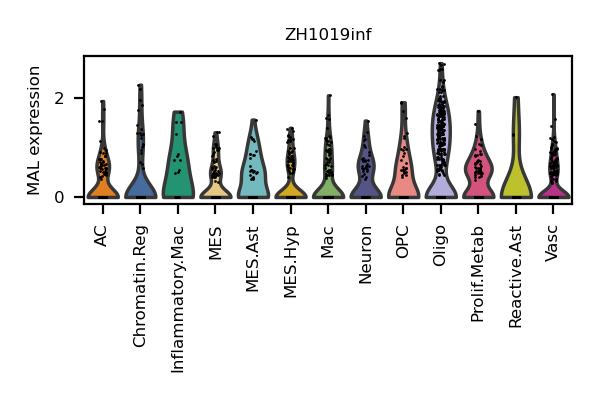 ZH1019inf
MAL expression
2
0
AC
Chromatin.Reg
Inflammatory.Mac
MES
MES.Ast
MES.Hyp
Mac
Neuron
OPC
Oligo
Prolif.Metab
Reactive.Ast
Vasc